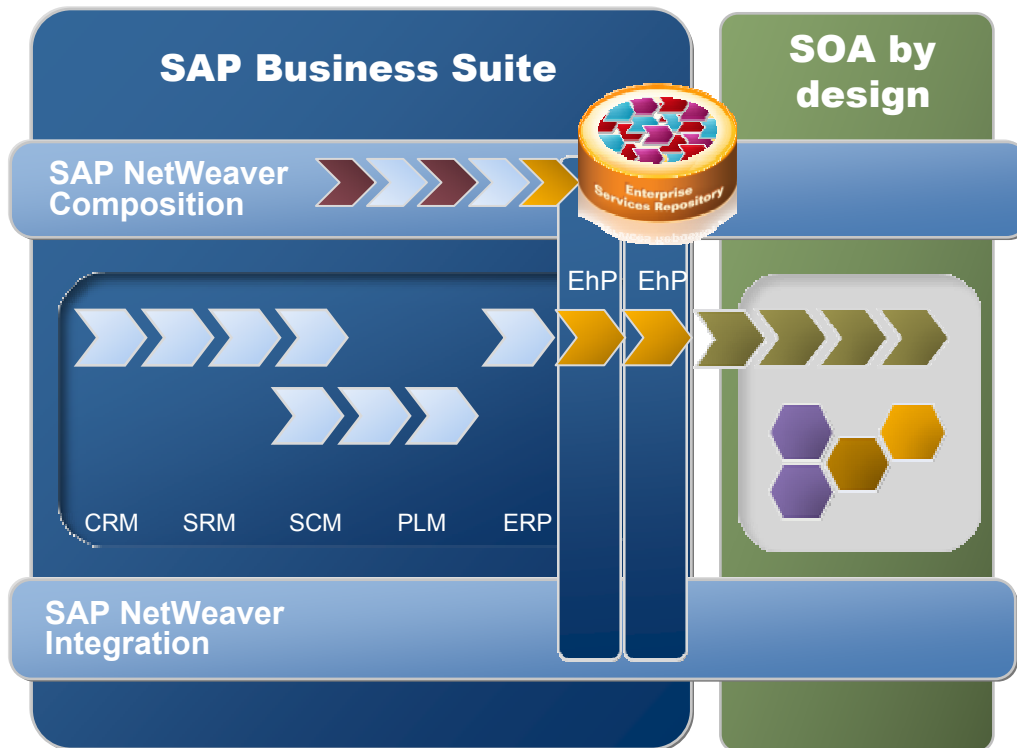 SAP Business Suite
SOA by
design
SAP NetWeaver
Composition
Enterprise
Services Repository
EhP
EhP
CRM
SRM
SCM
PLM
ERP
SAP NetWeaver
Integration